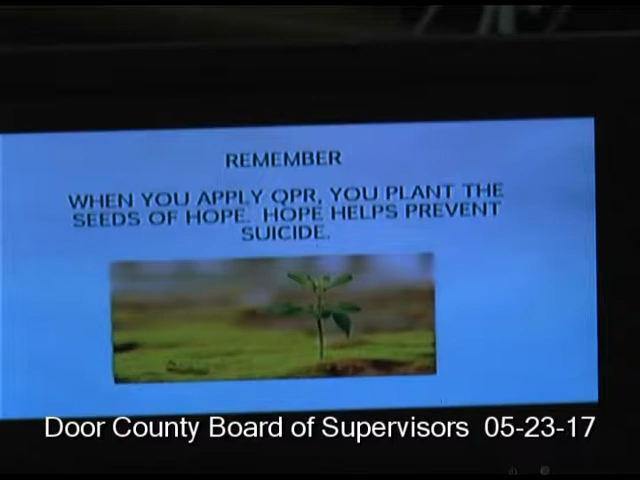 REMEMBER
WHEN YOU APPLY QPR, YOU PLANT THE
SEEDS OF HOPE. HOPE HELPS PREVENT
SUICIDE.
Door County Board of Supervisors 05-23-17